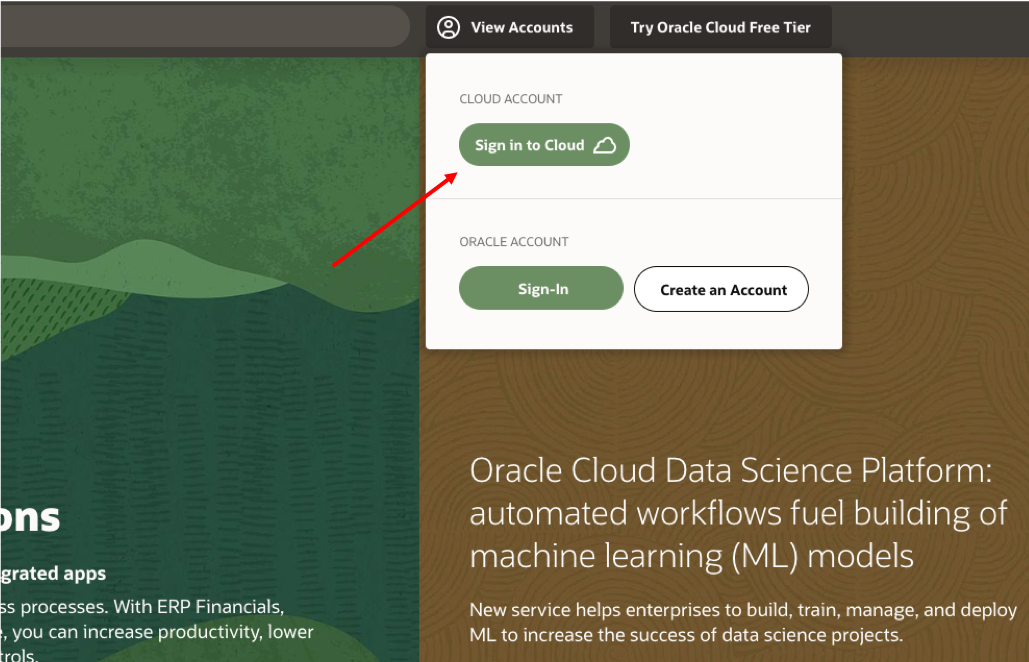 View Accounts
Try Oracle Cloud Free Tier
CLOUD ACCOUNT
Sign in to Cloud
ORACLE ACCOUNT
Sign-In
Create an Account
ons
grated apps
ss processes. With ERP Financials,
e, you can increase productivity, lower
trols.
Oracle Cloud Data Science Platform:
automated workflows fuel building of
machine learning (ML) models
New service helps enterprises to build, train, manage, and deploy
ML to increase the success of data science projects.